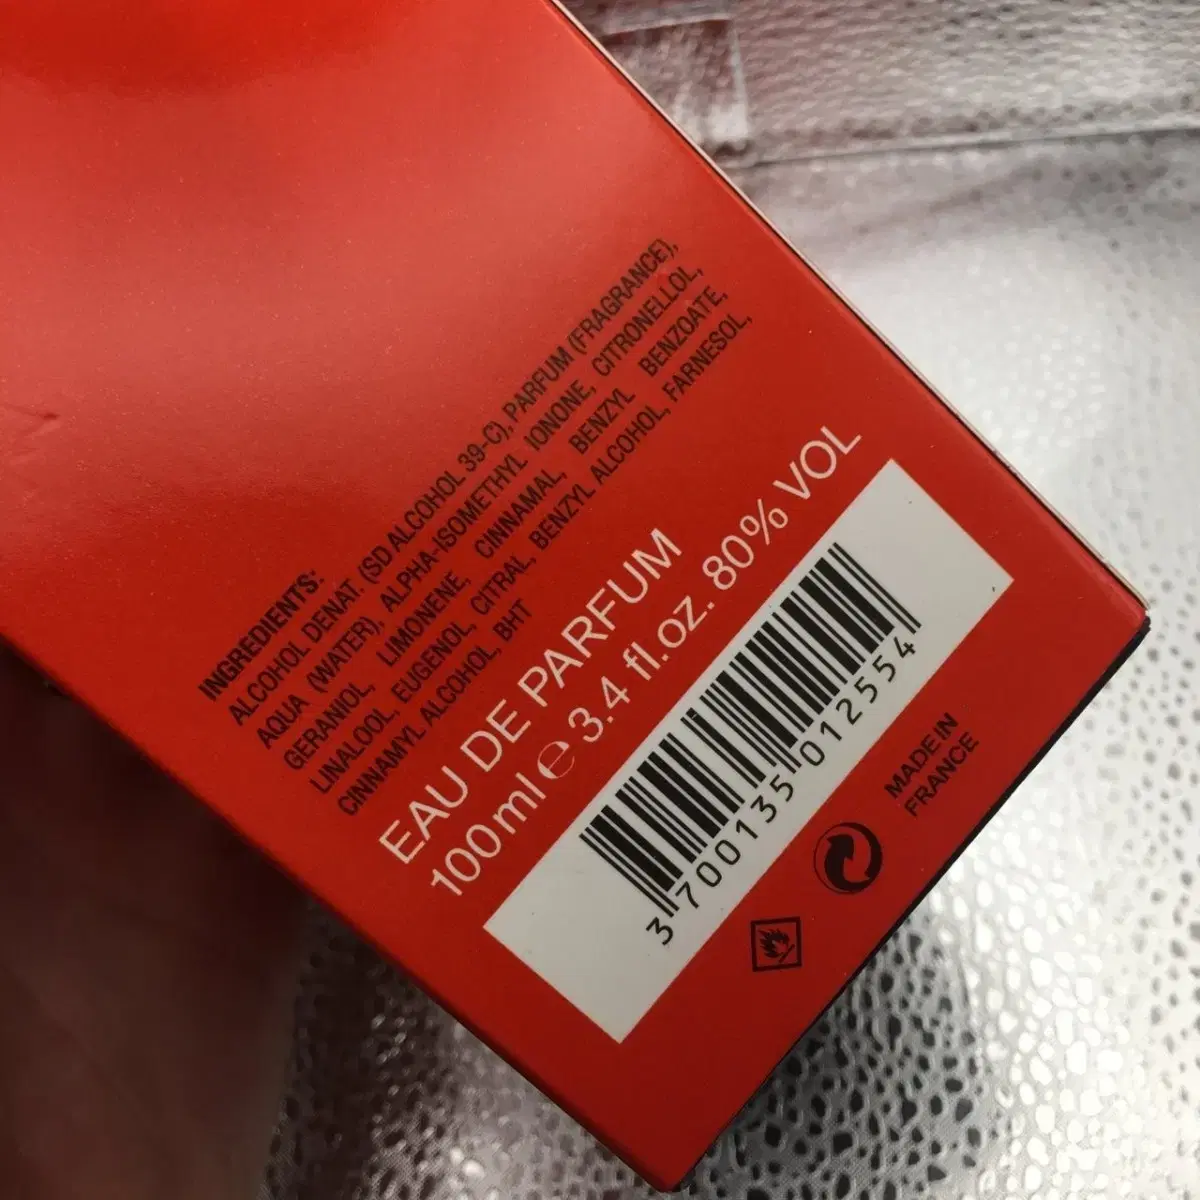 INGREDIENTS:
ALCOHOL DENAT. (SD ALCOHOL 39-C), PARFUM (FRAGRANCE),
AQUA (WATER), ALPHA-ISOMETHYL IONONE, CITRONELLOL,
GERANIOL, LIMONENE, CINNAMAL, BENZYL BENZOATE,
LINALOOL, EUGENOL, CITRAL, BENZYL ALCOHOL, FARNESOL,
CINNAMYL ALCOHOL, BHT
EAU DE PARFUM
100ml e 3.4 fl.oz. 80% VOL
3 700135 012554
MADE IN
FRANCE